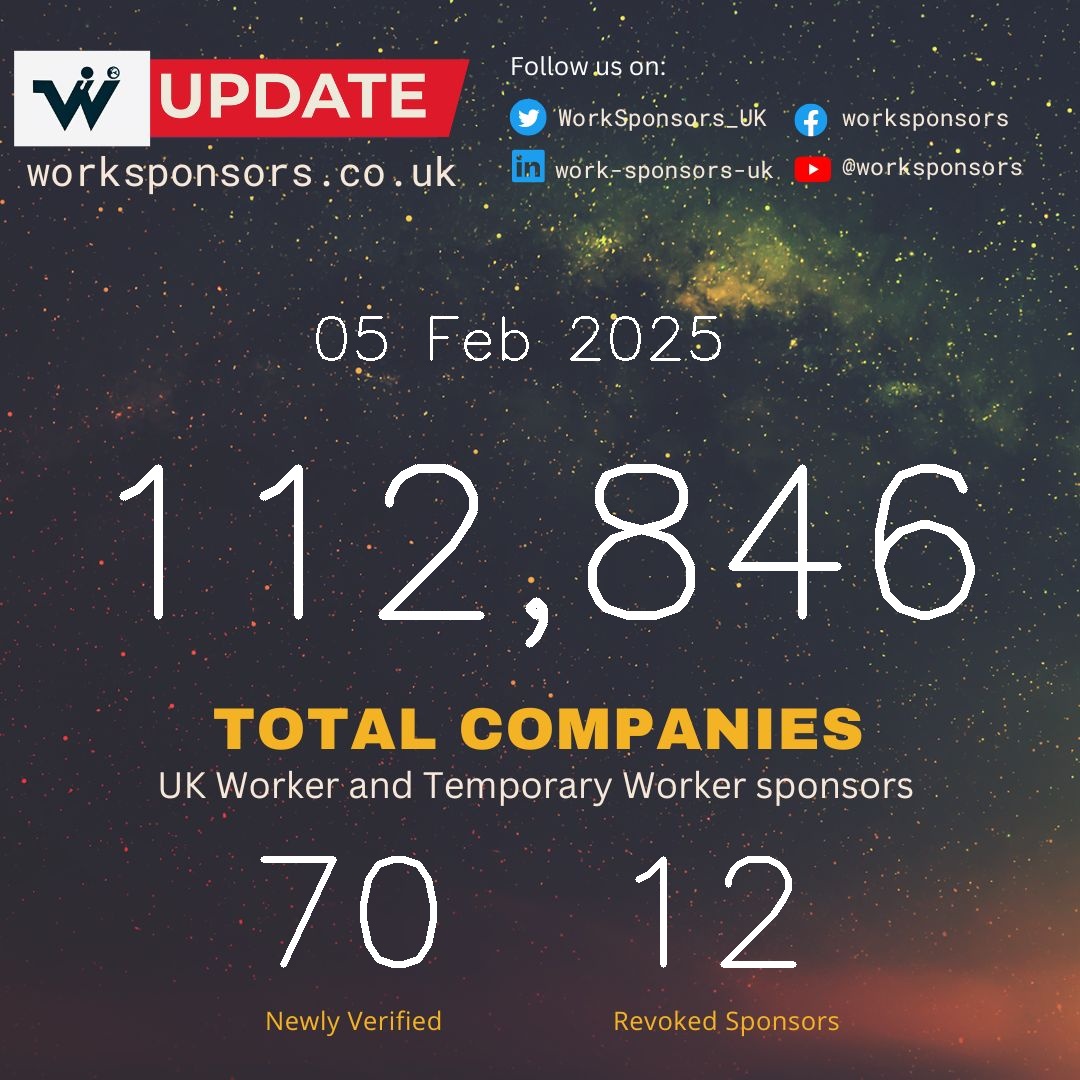 UPDATE
worksponsors.co.uk
Follow us on:
WorkSponsors_UK
worksponsors
work-sponsors-uk
@worksponsors
05 Feb 2025
112,846
TOTAL COMPANIES
UK Worker and Temporary Worker sponsors
70 12
Newly Verified Revoked Sponsors